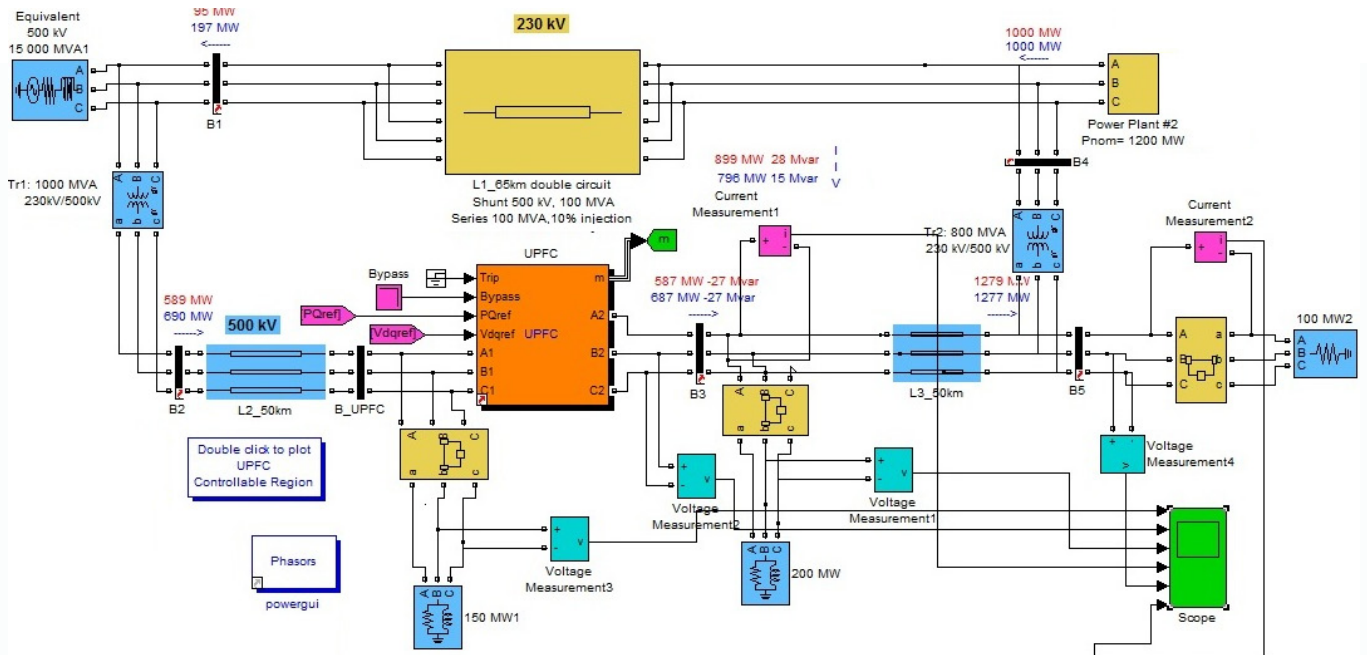 Equivalent
500 kV
15 000 MVA1
A
B
C
95 MW
197 MW
<------
B1
230 kV
L1_65km double circuit
Shunt 500 kV, 100 MVA
Series 100 MVA,10% injection
1000 MW
1000 MW
<------
A
B
C
Power Plant #2
Pnom= 1200 MW
B4
899 MW 28 Mvar
796 MW 15 Mvar
I
I
V
Current
Measurement1
+
-
i
Tr1: 1000 MVA
230kV/500kV
A
B
C
a
b
c
Tr2: 800 MVA
230 kV/500 kV
A
B
C
a
b
c
Current
Measurement2
+
-
i
m
UPFC
Trip
Bypass
PQref
Vdqref
UPFC
A1
B1
C1
m
A2
B2
C2
Bypass
PQref]
[Vdqref]
589 MW
690 MW
------>
500 kV
B2
L2_50km
B_UPFC
587 MW -27 Mvar
687 MW -27 Mvar
------>
B3
1279 MW
1277 MW
------>
L3_50km
B5
A
B
C
a
b
c
100 MW2
A
B
C
Double click to plot
UPFC
Controllable Region
A
B
C
a
b
c
A
B
C
a
b
c
+
-
v
Voltage
Measurement2
+
-
v
Voltage
Measurement1
+
-
v
Voltage
Measurement4
Phasors
powergui
+
-
v
Voltage
Measurement3
A
B
C
150 MW1
A
B
C
200 MW
Scope